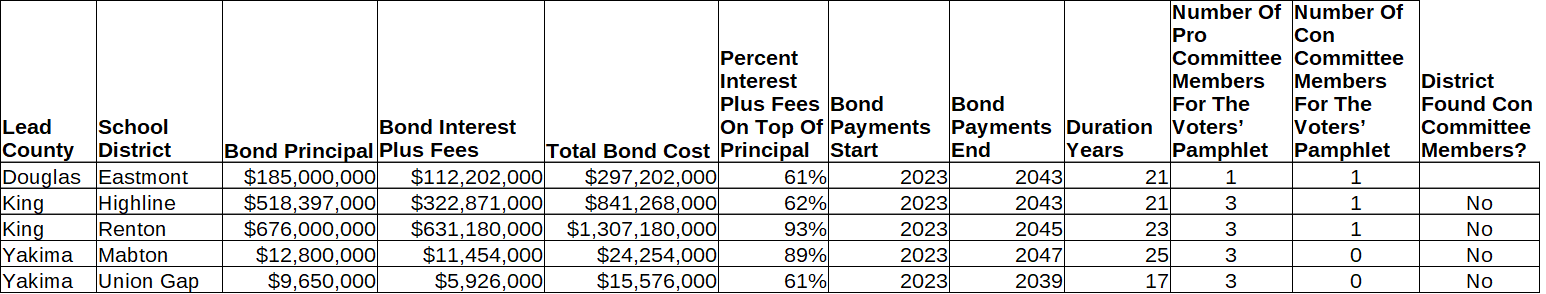 Lead County | School District | Bond Principal | Bond Interest Plus Fees | Total Bond Cost | Percent Interest Plus Fees On Top Of Principal | Bond Payments Start | Bond Payments End | Duration Years | Number Of Pro Committee Members For The Voters’ Pamphlet | Number Of Con Committee Members For The Voters’ Pamphlet | District Found Con Committee Members?
Douglas | Eastmont | $185,000,000 | $112,202,000 | $297,202,000 | 61% | 2023 | 2043 | 21 | 1 | 1 |
King | Highline | $518,397,000 | $322,871,000 | $841,268,000 | 62% | 2023 | 2043 | 21 | 3 | 1 | No
King | Renton | $676,000,000 | $631,180,000 | $1,307,180,000 | 93% | 2023 | 2045 | 23 | 3 | 1 | No
Yakima | Mabton | $12,800,000 | $11,454,000 | $24,254,000 | 89% | 2023 | 2047 | 25 | 3 | 0 | No
Yakima | Union Gap | $9,650,000 | $5,926,000 | $15,576,000 | 61% | 2023 | 2039 | 17 | 3 | 0 | No